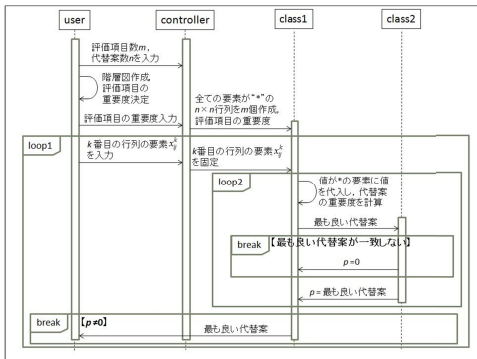 user
controller
class1
class2
評価項目数m,
代替案数nを入力
階層図作成,
評価項目の
重要度決定
全ての要素が"*"の
n×n行列をm個作成,
評価項目の重要度
評価項目の重要度入力
loop1
k番目の行列の要素x_ij^k
を入力
k番目の行列の要素x_ij^k
を固定
loop2
値が*の要素に値
を代入し, 代替案
の重要度を計算
最も良い代替案
break
【最も良い代替案が一致しない】
p=0
p=最も良い代替案
break
【p≠0】
最も良い代替案